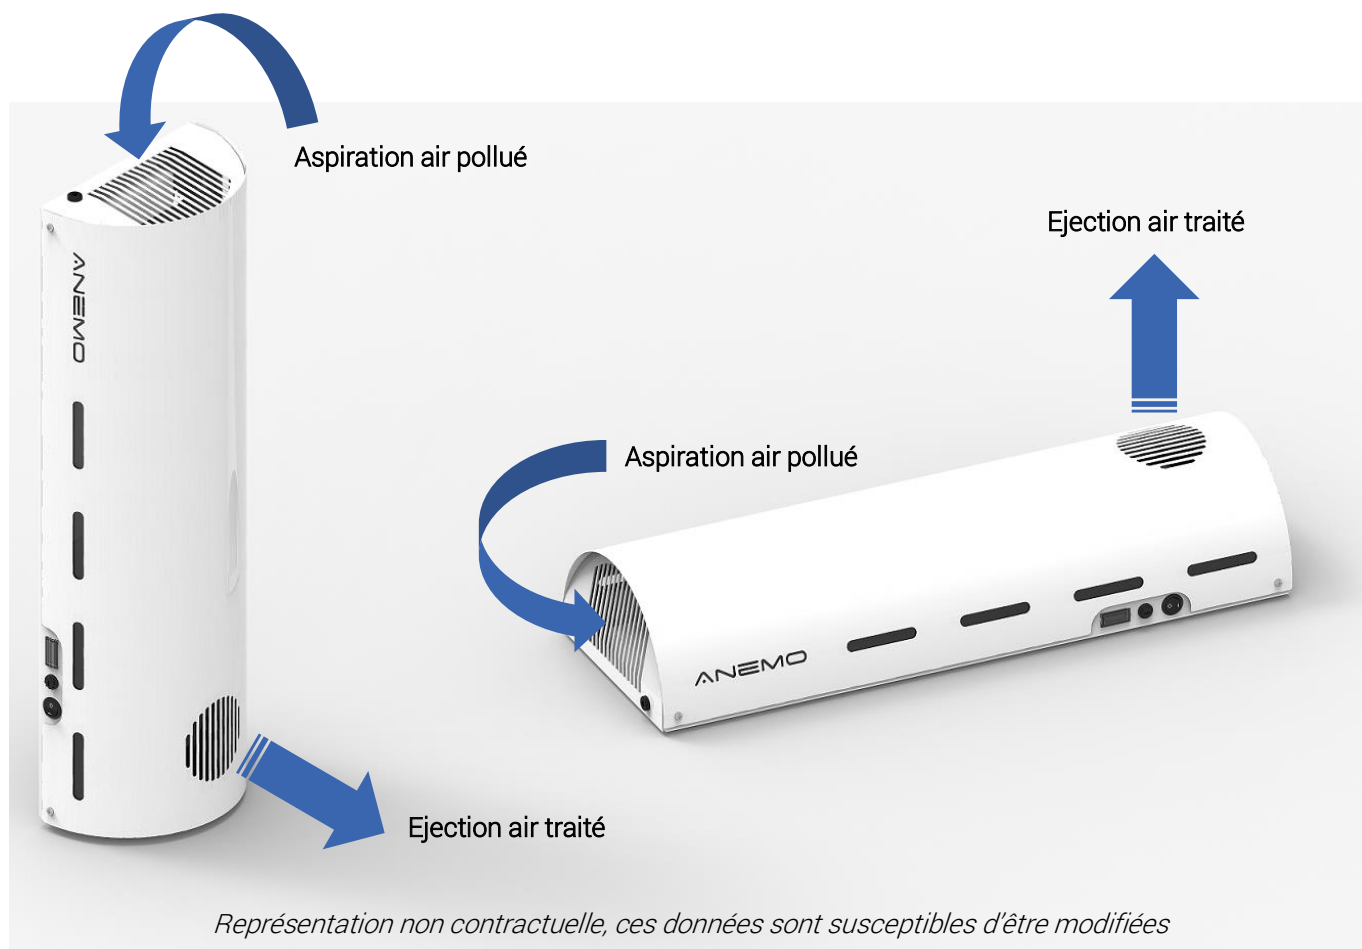 Aspiration air pollué
Ejection air traité
ANEMO
Aspiration air pollué
ANEMO
Ejection air traité
Représentation non contractuelle, ces données sont susceptibles d'être modifiées